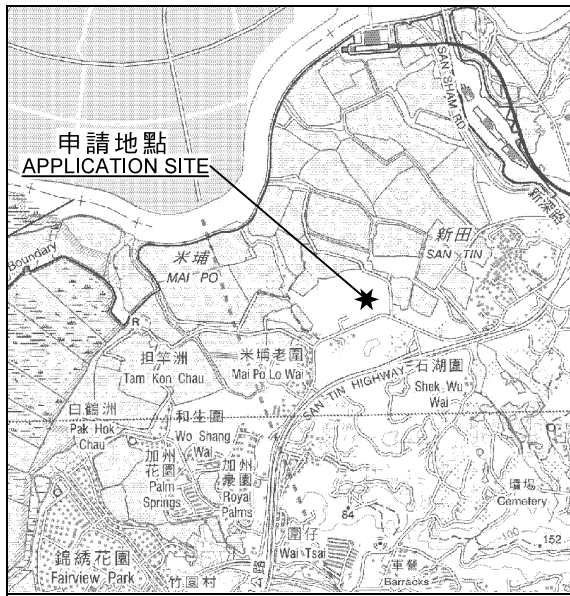 申請地點
APPLICATION SITE
SAN SHAM RD
新深路
新田
SAN TIN
米埔
MAI PO
Boundary
R
担竿洲
Tam Kon Chau
米埔老圍
Mai Po Lo Wai
SAN TIN HIGHWAY
石湖圍
Shek Wu
Wai
白鶴洲
Pak Hok
Chau
和生圍
Wo Shang
Wai
加州
花園
Palm
Springs
加州
豪園
Royal
Palms
墳場
Cemetery
84
100
152
圍仔
Wai Tsai
錦綉花園
Fairview Park
竹園村
公路
軍營
Barracks